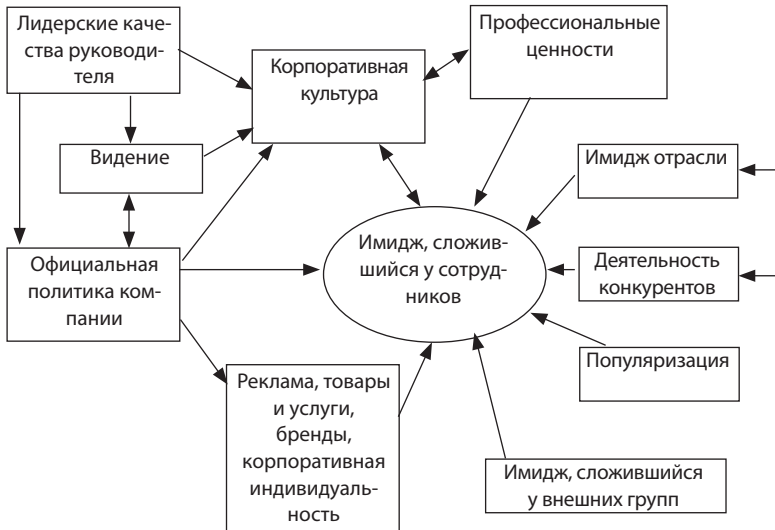 Лидерские каче-
ства руководи-
теля
Корпоративная
культура
Профессиональные
ценности
Видение
Имидж отрасли
Официальная
политика ком-
пании
Имидж, сложив-
шийся у сотруд-
ников
Деятельность
конкурентов
Популяризация
Реклама, товары
и услуги,
бренды,
корпоративная
индивидуаль-
ность
Имидж, сложившийся
у внешних групп